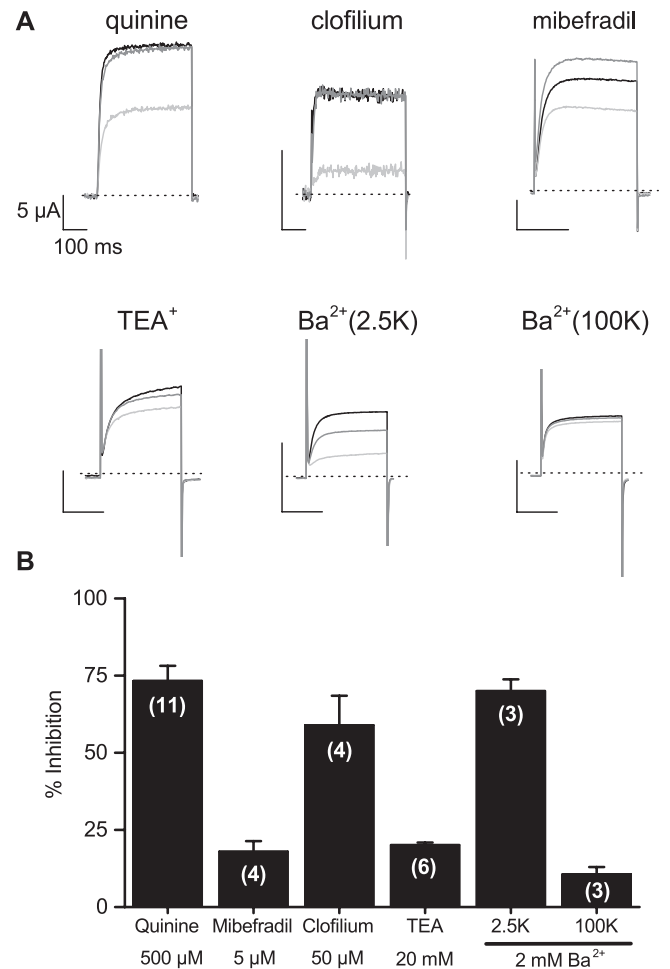 A
quinine
clofilium
mibefradil
5 µA
100 ms
TEA⁺
Ba²⁺(2.5K)
Ba²⁺(100K)
B
% Inhibition
100
75
50
25
0
(11)
(4)
(4)
(6)
(3)
(3)
Quinine Mibefradil Clofilium TEA 2.5K 100K
500 µM 5 µM 50 µM 20 mM 2 mM Ba²⁺